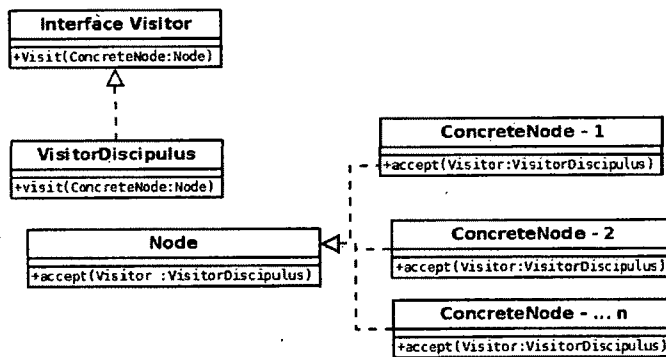 Interface Visitor
+Visit(ConcreteNode:Node)
VisitorDiscipulus
+visit(ConcreteNode:Node)
Node
+accept(Visitor :VisitorDiscipulus)
ConcreteNode - 1
+accept(Visitor:VisitorDiscipulus)
ConcreteNode - 2
+accept(Visitor:VisitorDiscipulus)
ConcreteNode - ... n
+accept(Visitor:VisitorDiscipulus)